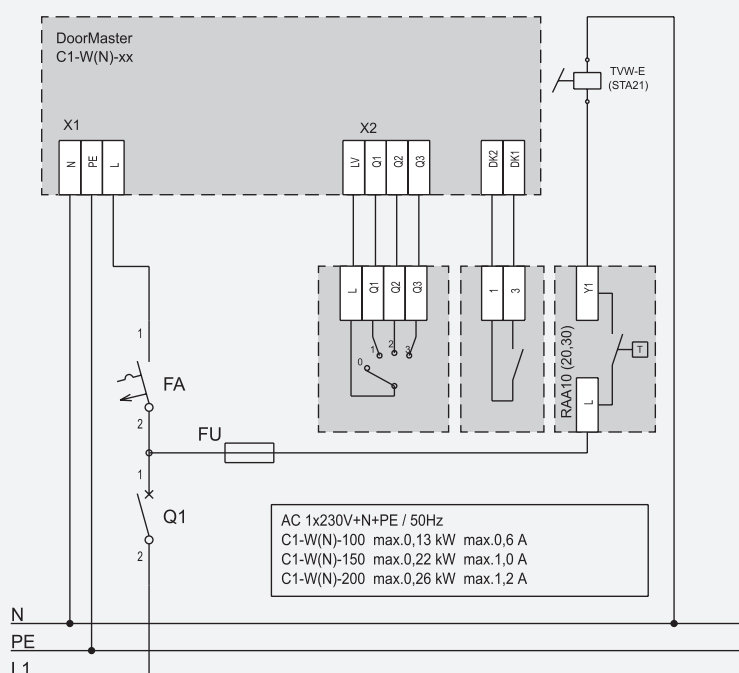 DoorMaster
C1-W(N)-xx
TVW-E
(STA21)
X1
X2
N
PE
L
LV
Q1
Q2
Q3
DK2
DK1
L
Q1
Q2
Q3
1
3
Y1
0
1
2
3
RAA10 (20,30)
T
L
1
FA
2
FU
1
Q1
2
AC 1x230V+N+PE / 50Hz
C1-W(N)-100 max.0,13 kW max.0,6 A
C1-W(N)-150 max.0,22 kW max.1,0 A
C1-W(N)-200 max.0,26 kW max.1,2 A
N
PE
L1